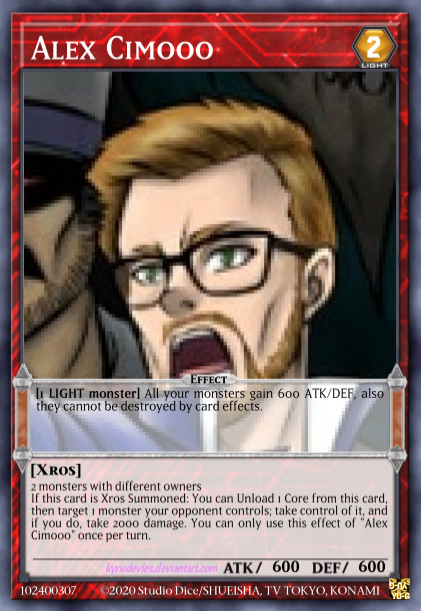 Alex Cimooo
2
LIGHT
Effect
[1 LIGHT monster] All your monsters gain 600 ATK/DEF, also
they cannot be destroyed by card effects.
[Xros]
2 monsters with different owners
If this card is Xros Summoned: You can Unload 1 Core from this card,
then target 1 monster your opponent controls; take control of it, and
if you do, take 2000 damage. You can only use this effect of "Alex
Cimooo" once per turn.
kyriedevles.deviantart.com ATK/ 600 DEF/ 600
102400307 ©2020 Studio Dice/SHUEISHA, TV TOKYO, KONAMI